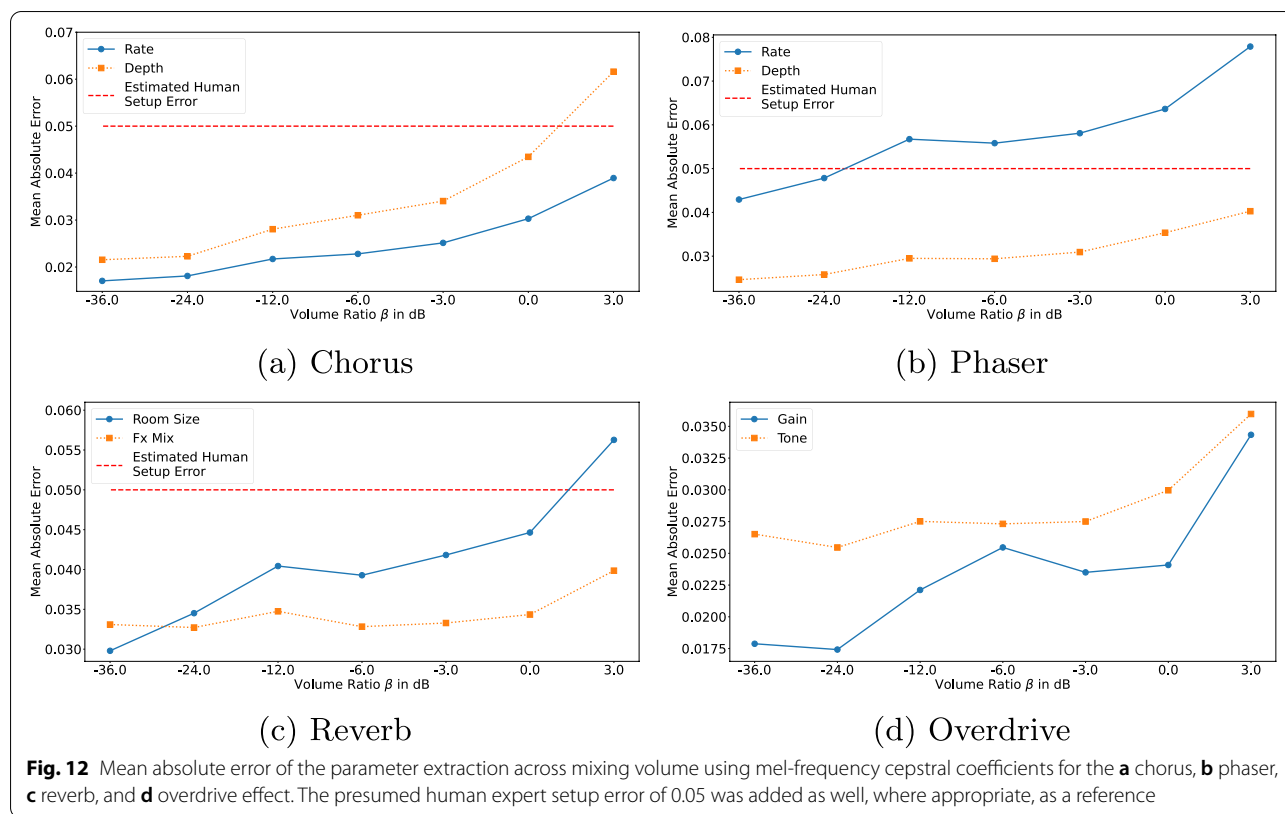 0.07
0.06
0.05
0.04
0.03
0.02
Mean Absolute Error
Rate
Depth
Estimated Human
Setup Error
-36.0 -24.0 -12.0 -6.0 -3.0 0.0 3.0
Volume Ratio β in dB
(a) Chorus
0.08
0.07
0.06
0.05
0.04
0.03
Mean Absolute Error
Rate
Depth
Estimated Human
Setup Error
-36.0 -24.0 -12.0 -6.0 -3.0 0.0 3.0
Volume Ratio β in dB
(b) Phaser
0.060
0.055
0.050
0.045
0.040
0.035
0.030
Mean Absolute Error
Room Size
Fx Mix
Estimated Human
Setup Error
-36.0 -24.0 -12.0 -6.0 -3.0 0.0 3.0
Volume Ratio β in dB
(c) Reverb
0.0350
0.0325
0.0300
0.0275
0.0250
0.0225
0.0200
0.0175
Mean Absolute Error
Gain
Tone
-36.0 -24.0 -12.0 -6.0 -3.0 0.0 3.0
Volume Ratio β in dB
(d) Overdrive
Fig. 12 Mean absolute error of the parameter extraction across mixing volume using mel-frequency cepstral coefficients for the a chorus, b phaser,
c reverb, and d overdrive effect. The presumed human expert setup error of 0.05 was added as well, where appropriate, as a reference